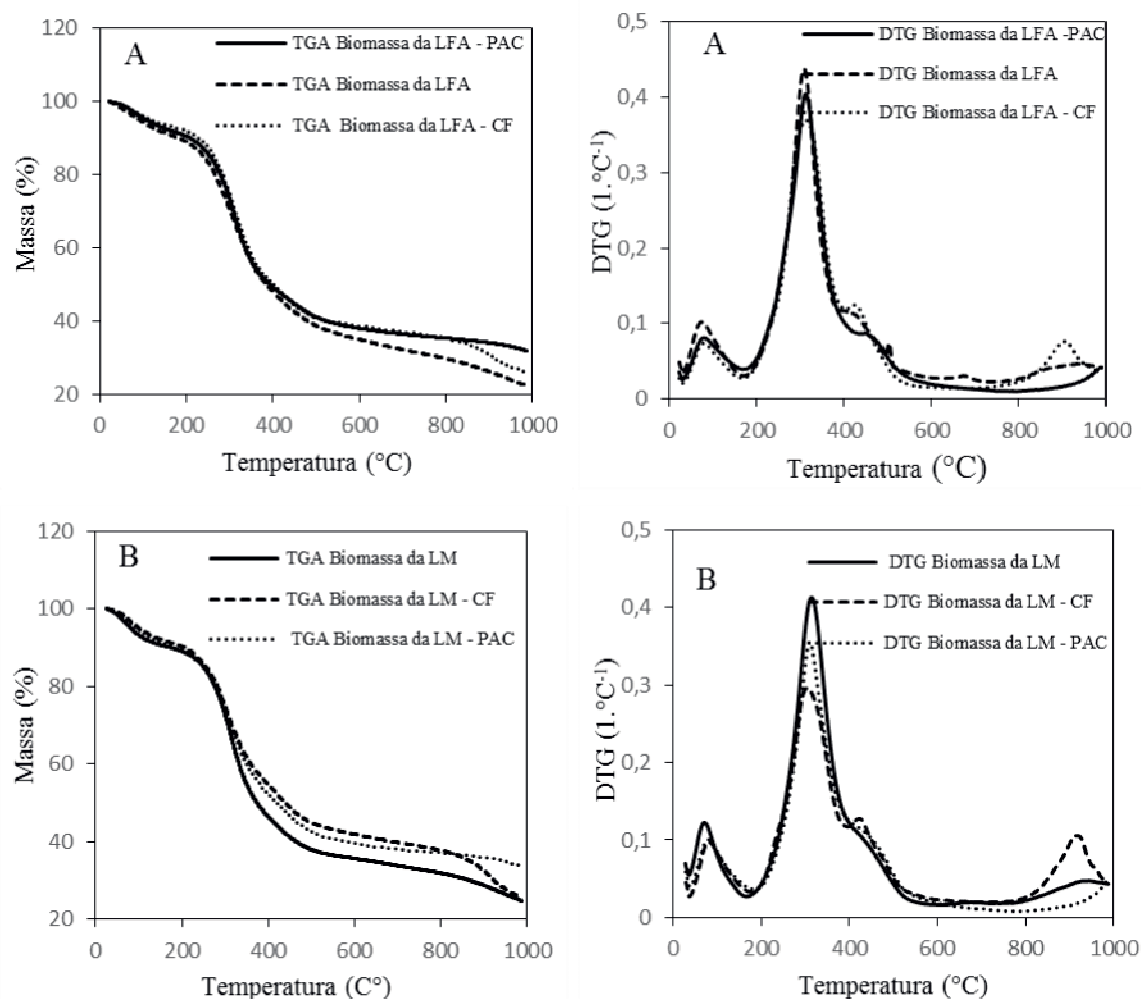 A
TGA Biomassa da LFA - PAC
TGA Biomassa da LFA
TGA Biomassa da LFA - CF
120
100
80
60
40
20
Massa (%)
0 200 400 600 800 1000
Temperatura (°C)
A
DTG Biomassa da LFA -PAC
DTG Biomassa da LFA
DTG Biomassa da LFA - CF
0,5
0,4
0,3
0,2
0,1
0
DTG (1.°C-1)
0 200 400 600 800 1000
Temperatura (°C)
B
TGA Biomassa da LM
TGA Biomassa da LM - CF
TGA Biomassa da LM - PAC
120
100
80
60
40
20
Massa (%)
0 200 400 600 800 1000
Temperatura (C°)
B
DTG Biomassa da LM
DTG Biomassa da LM - CF
DTG Biomassa da LM - PAC
0,5
0,4
0,3
0,2
0,1
0
DTG (1.°C-1)
0 200 400 600 800 1000
Temperatura (°C)